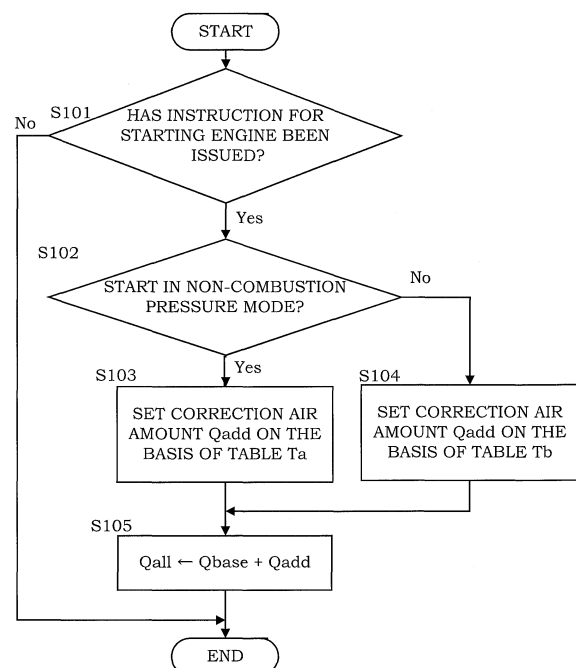 START
S101
No
HAS INSTRUCTION FOR
STARTING ENGINE BEEN
ISSUED?
Yes
S102
START IN NON-COMBUSTION
PRESSURE MODE?
No
Yes
S103
SET CORRECTION AIR
AMOUNT Qadd ON THE
BASIS OF TABLE Ta
S104
SET CORRECTION AIR
AMOUNT Qadd ON THE
BASIS OF TABLE Tb
S105
Qall ← Qbase + Qadd
END